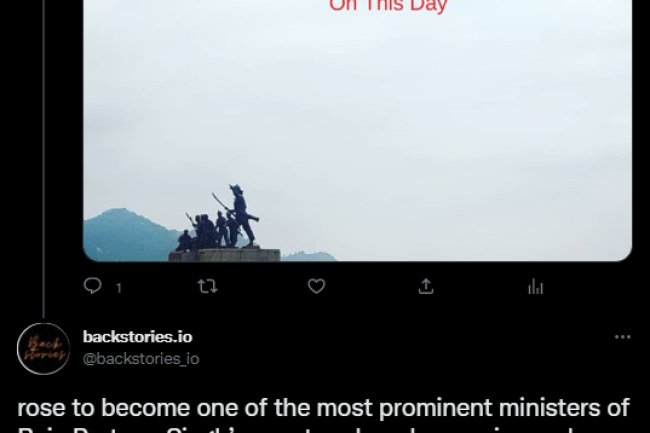 On This Day
1
Back
stories
backstories.io
@backstories_io
rose to become one of the most prominent ministers of